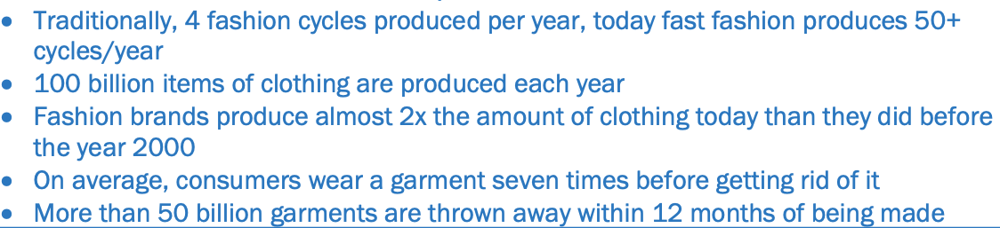 • Traditionally, 4 fashion cycles produced per year, today fast fashion produces 50+
cycles/year
• 100 billion items of clothing are produced each year
• Fashion brands produce almost 2x the amount of clothing today than they did before
the year 2000
• On average, consumers wear a garment seven times before getting rid of it
• More than 50 billion garments are thrown away within 12 months of being made